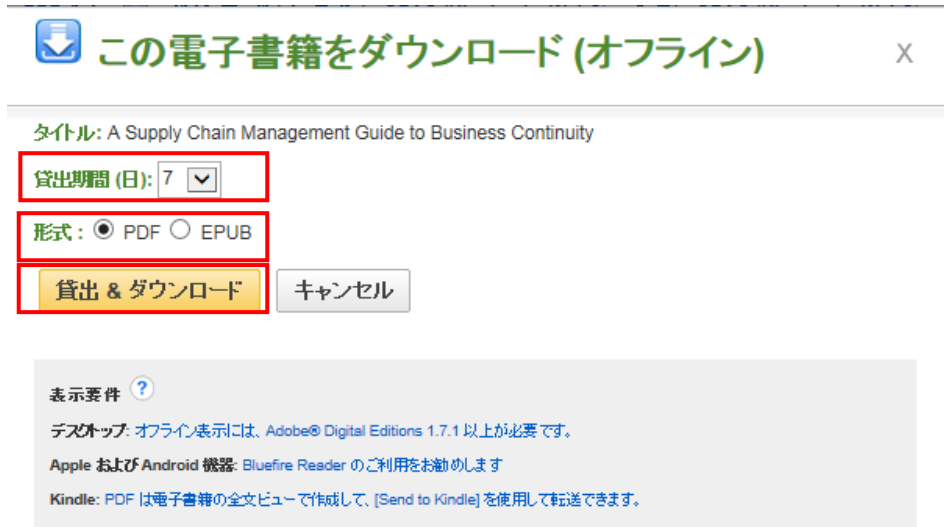 この電子書籍をダウンロード (オフライン) X
タイトル: A Supply Chain Management Guide to Business Continuity
貸出期間 (日): 7
形式 : PDF EPUB
貸出 & ダウンロード キャンセル
表示要件 ?
デスクトップ: オフライン表示には、Adobe® Digital Editions 1.7.1 以上が必要です。
Apple および Android 機器: Bluefire Reader のご利用をお勧めします
Kindle: PDF は電子書籍の全文ビューで作成して、[Send to Kindle] を使用して転送できます。